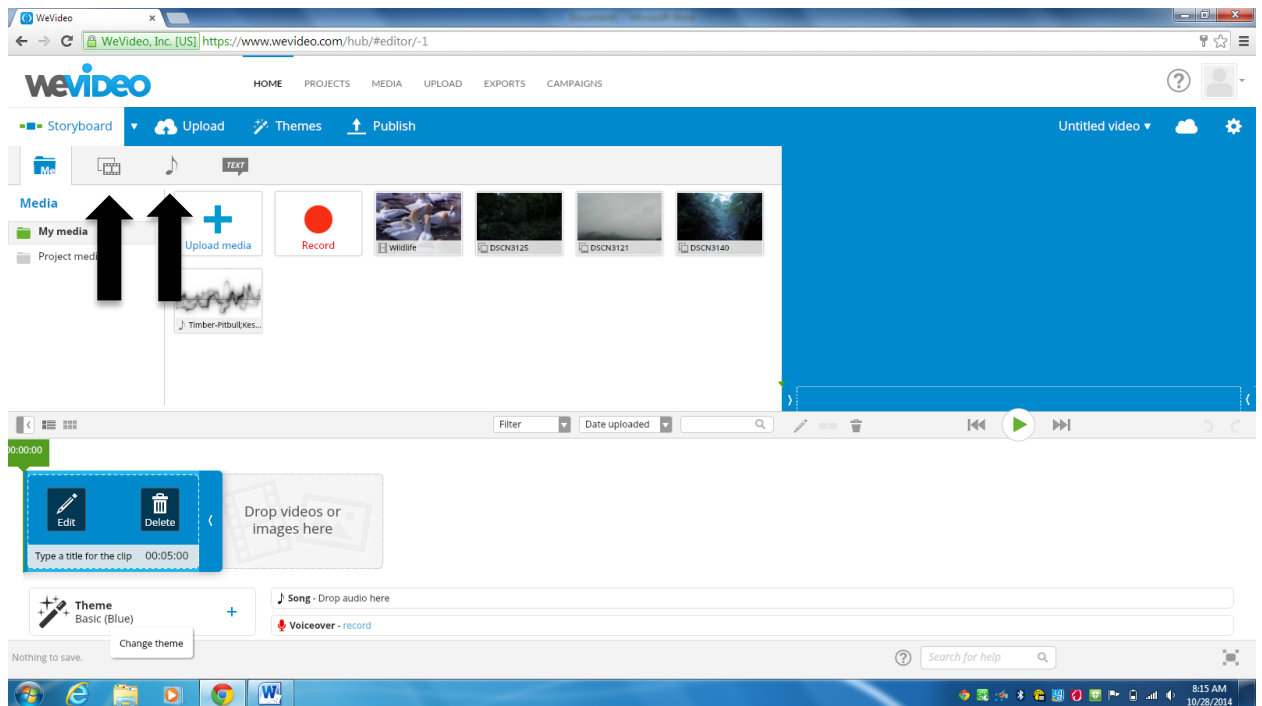 WeVideo
WeVideo, Inc. [US] https://www.wevideo.com/hub/#editor/-1
WEVIDEO HOME PROJECTS MEDIA UPLOAD EXPORTS CAMPAIGNS ?
Storyboard Upload Themes Publish Untitled video
Me TEXT
Media
My media
Project med
Upload media Record Wildlife DSCN3125 DSCN3121 DSCN3140
Timber-Pitbull;Kes...
Filter Date uploaded
00:00:00
Drop videos or
images here
Edit Delete
Type a title for the clip 00:05:00
Theme
Basic (Blue)
+
Song - Drop audio here
Voiceover - record
Change theme
Nothing to save. ? Search for help
8:15 AM
10/28/2014